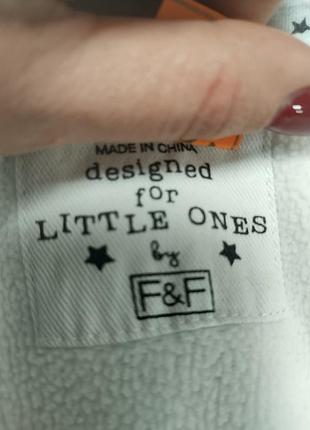 MADE IN CHINA
designed
for
LITTLE ONES
by
F&F